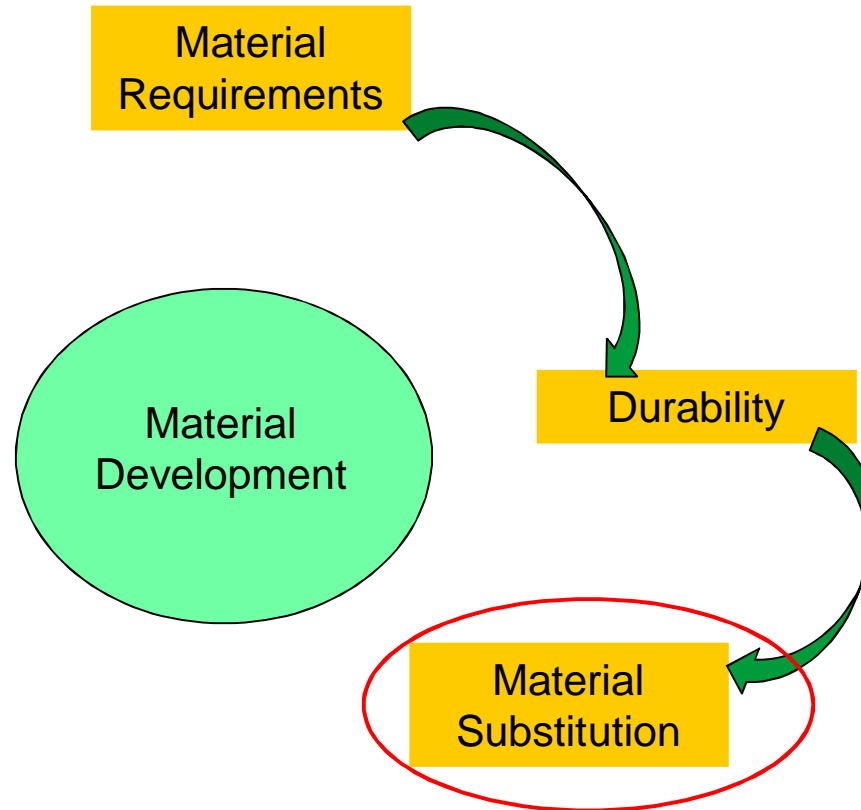 Material
Requirements
Durability
Material
Development
Material
Substitution